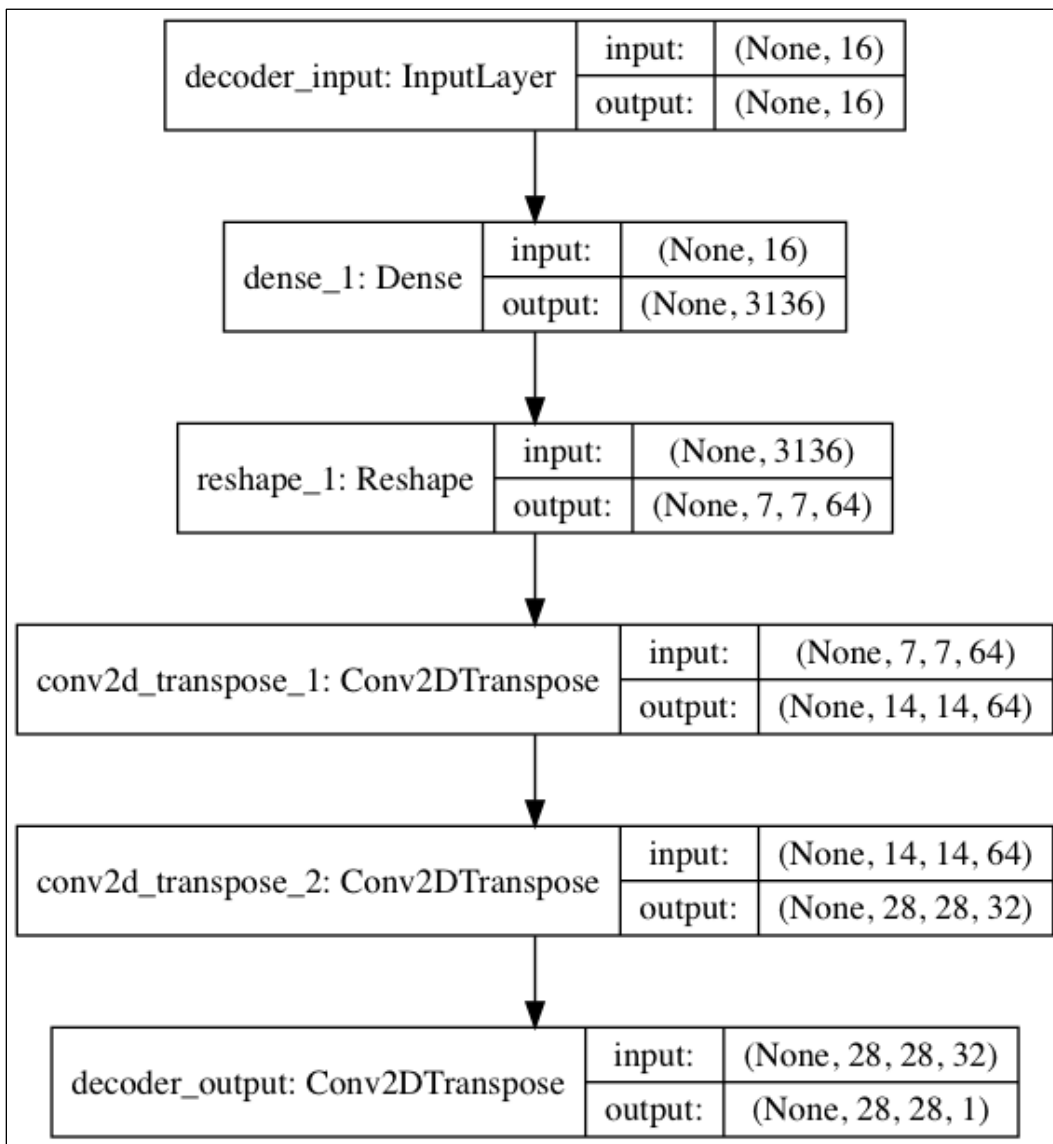 decoder_input: InputLayer
input: (None, 16)
output: (None, 16)
dense_1: Dense
input: (None, 16)
output: (None, 3136)
reshape_1: Reshape
input: (None, 3136)
output: (None, 7, 7, 64)
conv2d_transpose_1: Conv2DTranspose
input: (None, 7, 7, 64)
output: (None, 14, 14, 64)
conv2d_transpose_2: Conv2DTranspose
input: (None, 14, 14, 64)
output: (None, 28, 28, 32)
decoder_output: Conv2DTranspose
input: (None, 28, 28, 32)
output: (None, 28, 28, 1)